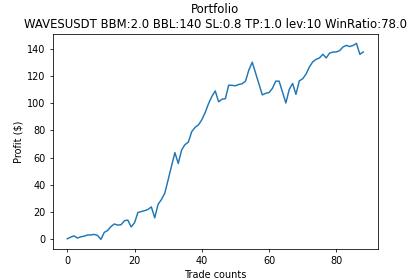 Portfolio
WAVESUSDT BBM:2.0 BBL:140 SL:0.8 TP:1.0 lev:10 WinRatio:78.0
140
120
100
80
60
40
20
0
Profit ($)
0 20 40 60 80
Trade counts